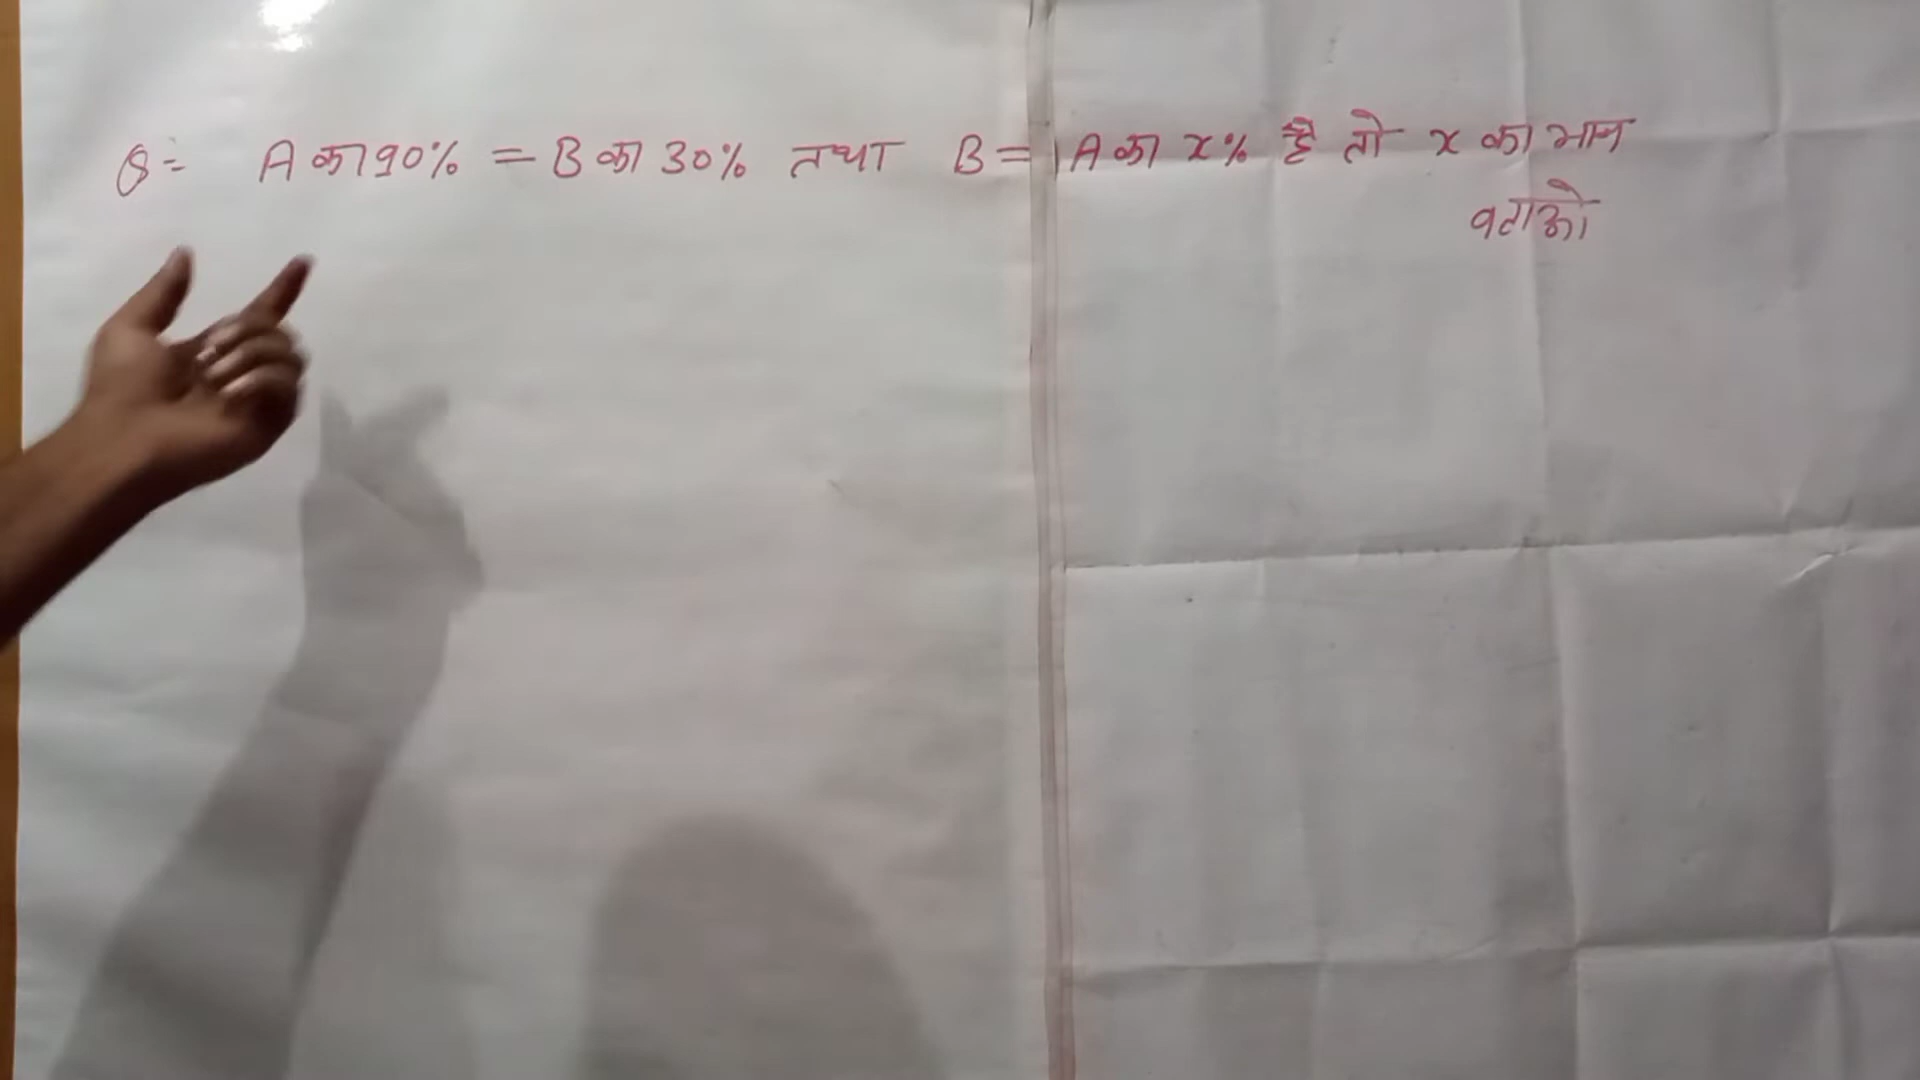 Q= A का 90% = B का 30% तथा B = A का x% है तो x का मान
बताओ